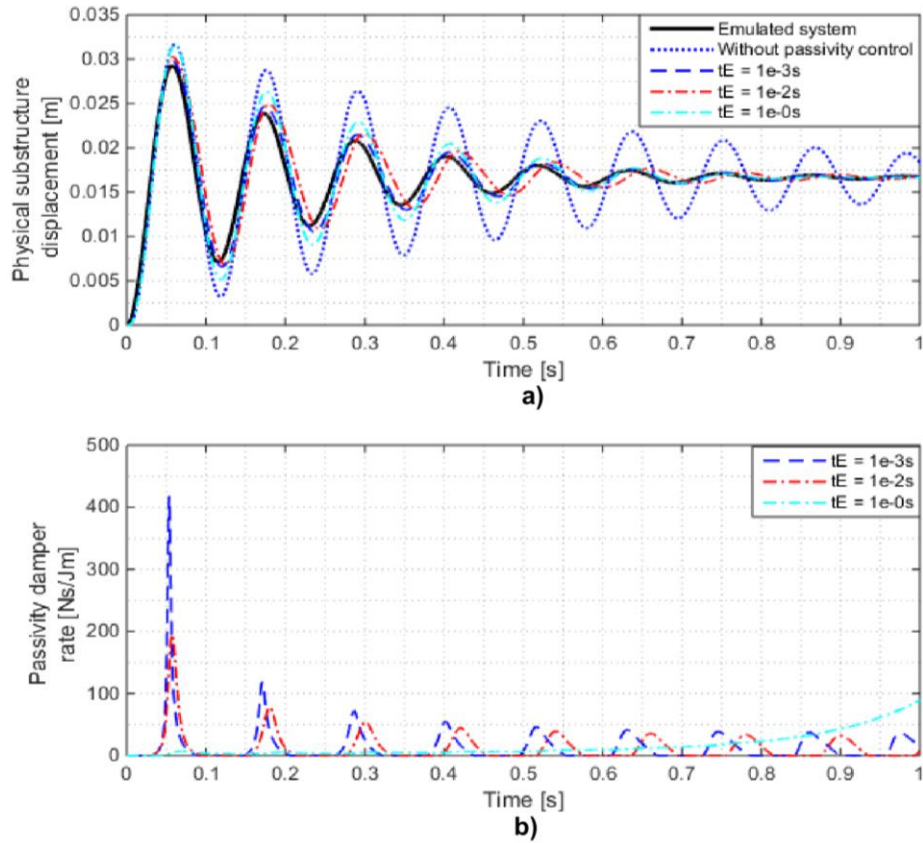 0.035
0.03
0.025
0.02
0.015
0.01
0.005
0
Physical substructure
displacement [m]
Emulated system
Without passivity control
tE = 1e-3s
tE = 1e-2s
tE = 1e-0s
0 0.1 0.2 0.3 0.4 0.5 0.6 0.7 0.8 0.9 1
Time [s]
a)
500
400
300
200
100
0
Passivity damper
rate [Ns/Jm]
tE = 1e-3s
tE = 1e-2s
tE = 1e-0s
0 0.1 0.2 0.3 0.4 0.5 0.6 0.7 0.8 0.9 1
Time [s]
b)